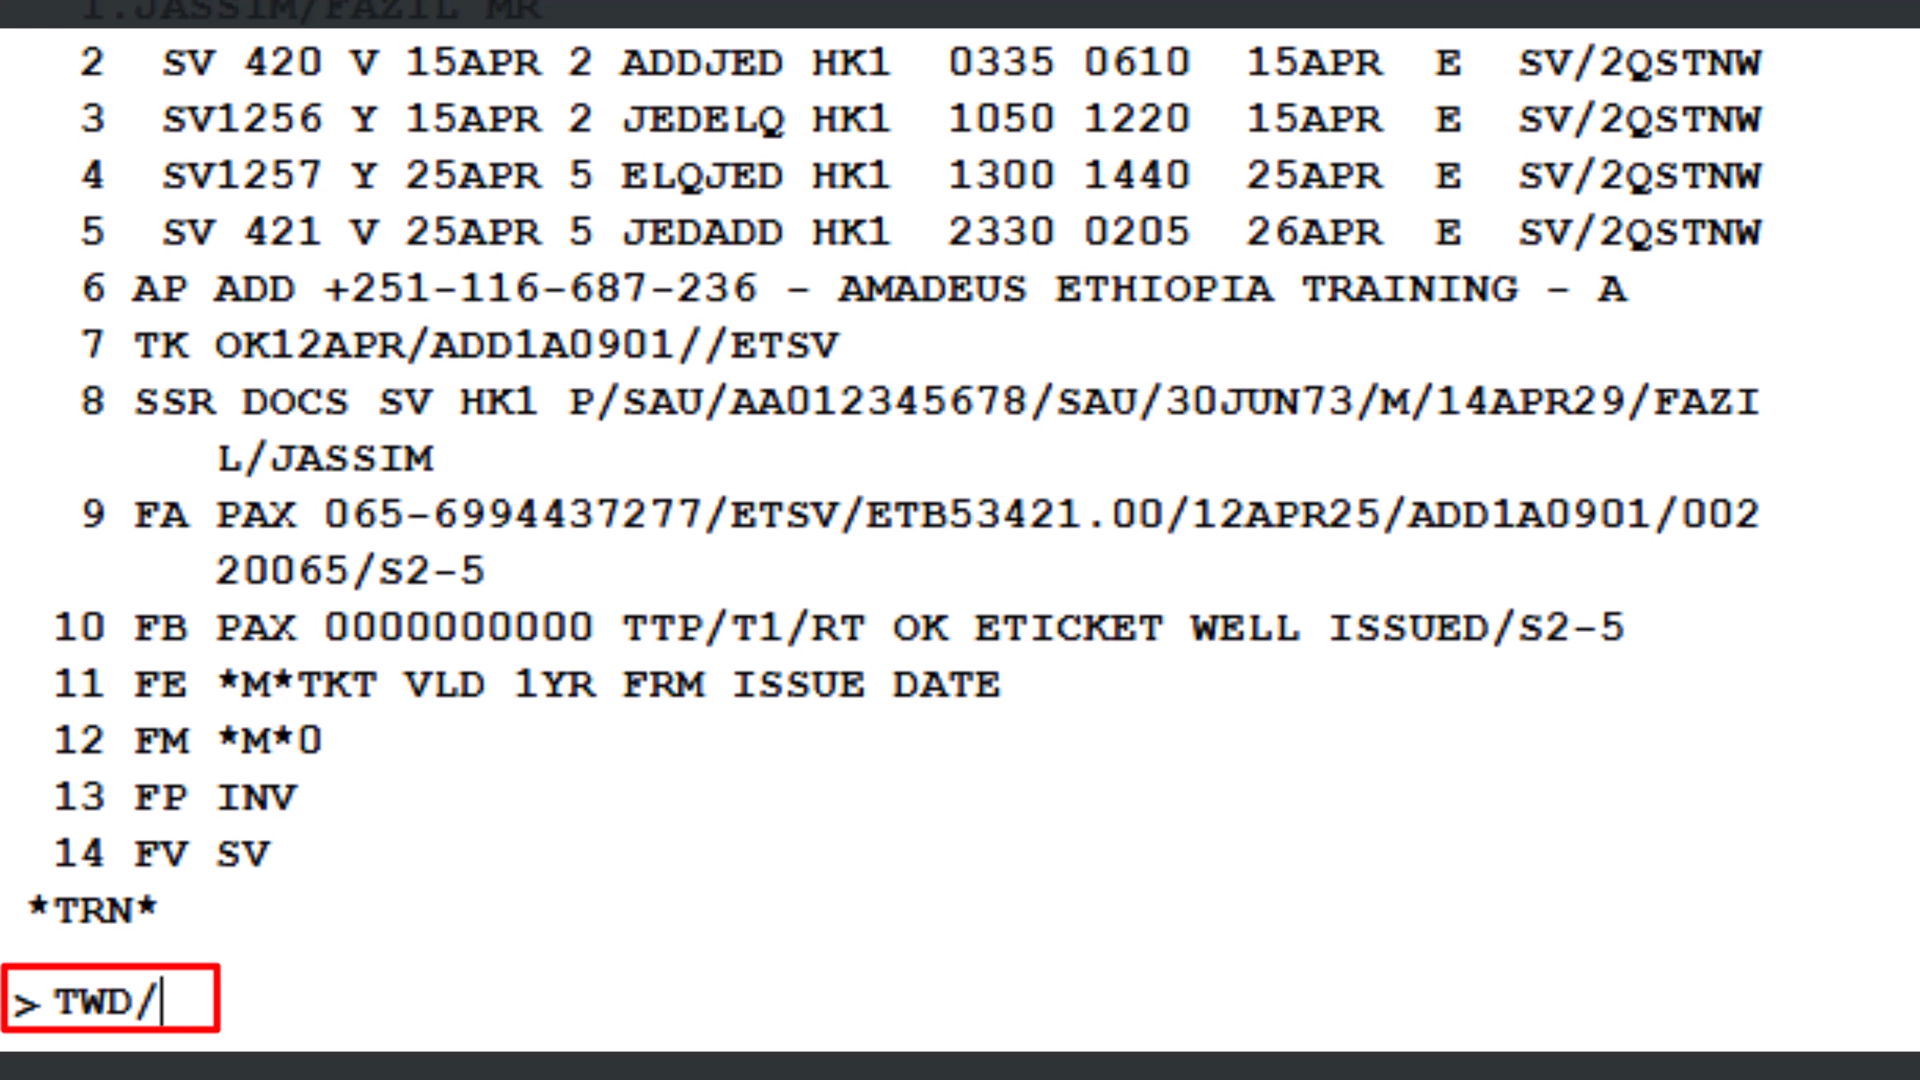 1.JASSIM/FAZIL MR
2 SV 420 V 15APR 2 ADDJED HK1 0335 0610 15APR E SV/2QSTNW
3 SV1256 Y 15APR 2 JEDELQ HK1 1050 1220 15APR E SV/2QSTNW
4 SV1257 Y 25APR 5 ELQJED HK1 1300 1440 25APR E SV/2QSTNW
5 SV 421 V 25APR 5 JEDADD HK1 2330 0205 26APR E SV/2QSTNW
6 AP ADD +251-116-687-236 - AMADEUS ETHIOPIA TRAINING - A
7 TK OK12APR/ADD1A0901//ETSV
8 SSR DOCS SV HK1 P/SAU/AA012345678/SAU/30JUN73/M/14APR29/FAZI
L/JASSIM
9 FA PAX 065-6994437277/ETSV/ETB53421.00/12APR25/ADD1A0901/002
20065/S2-5
10 FB PAX 0000000000 TTP/T1/RT OK ETICKET WELL ISSUED/S2-5
11 FE *M*TKT VLD 1YR FRM ISSUE DATE
12 FM *M*0
13 FP INV
14 FV SV
*TRN*
> TWD/